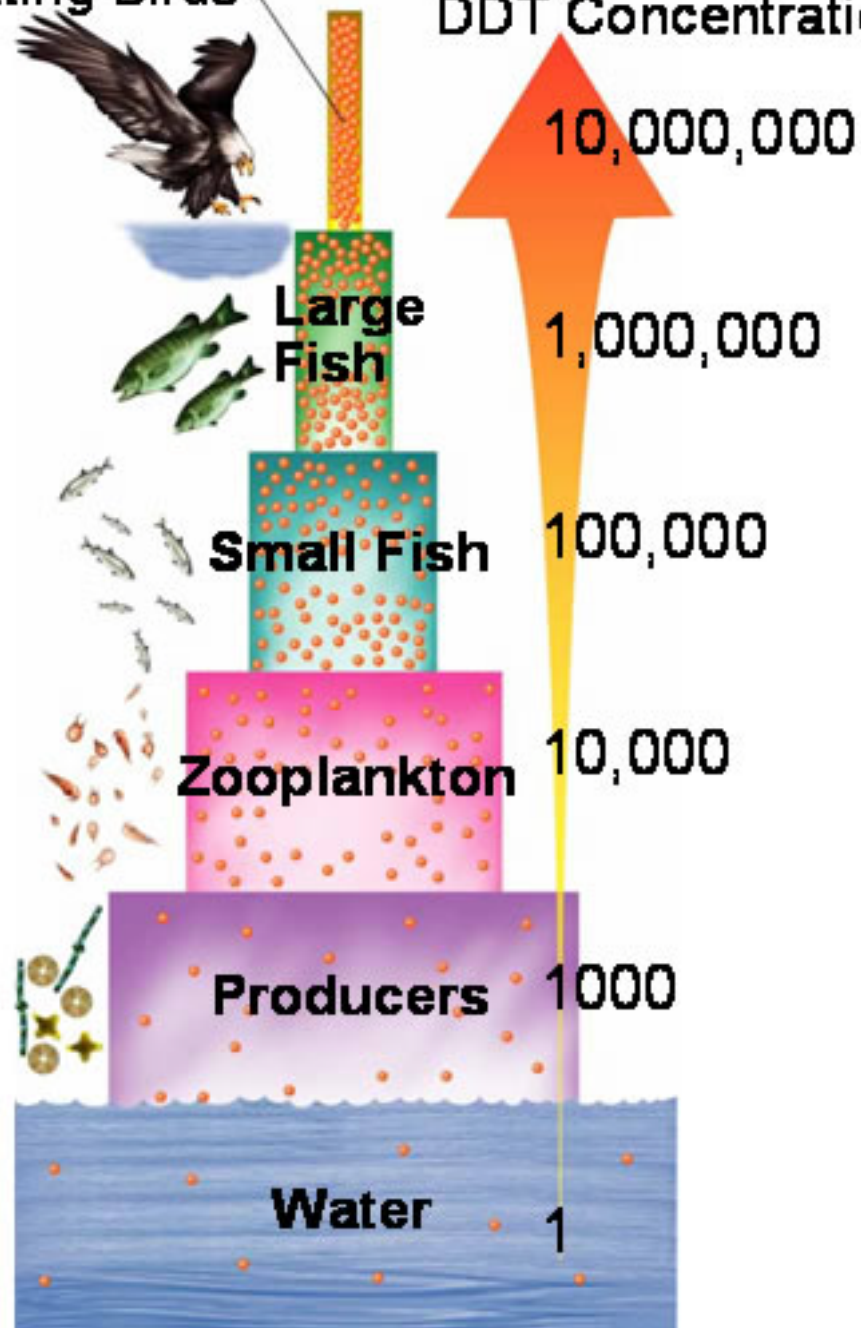 Birds
DDT
10,000,000
Large
Fish
1,000,000
Small Fish
100,000
Zooplankton
10,000
Producers
1000
Water
1